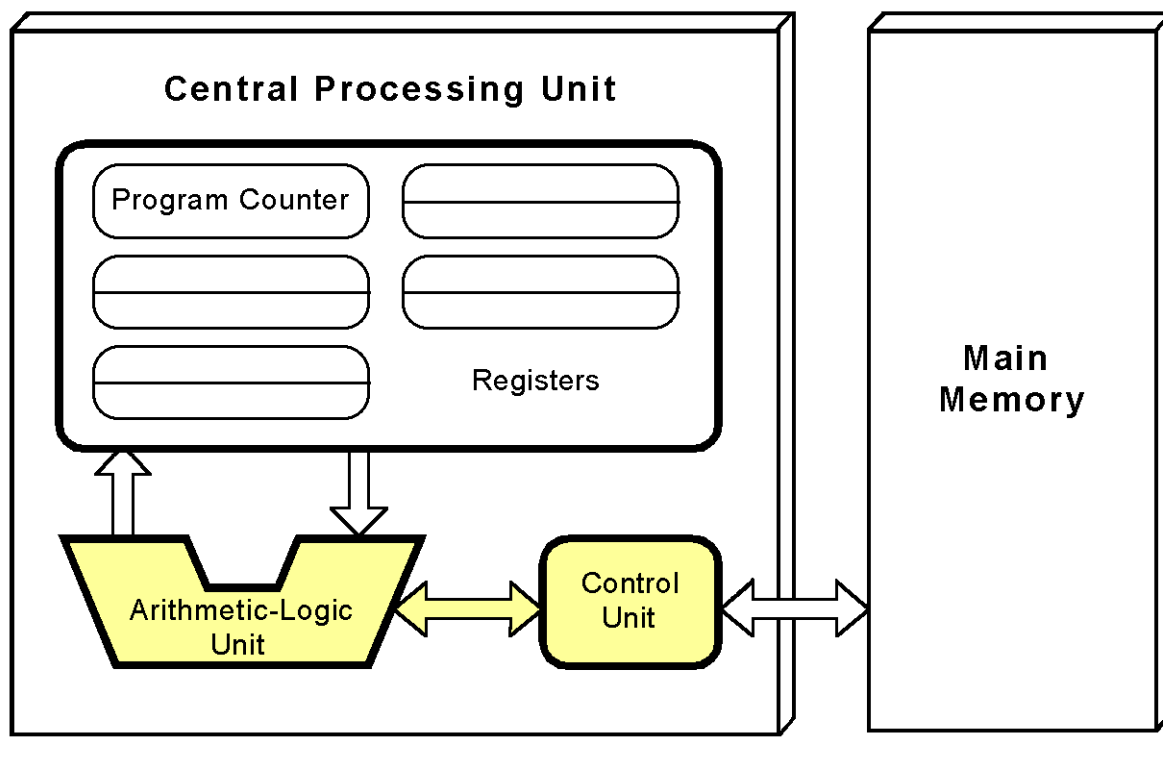 Central Processing Unit
Program Counter
Registers
Main
Memory
Arithmetic-Logic
Unit
Control
Unit